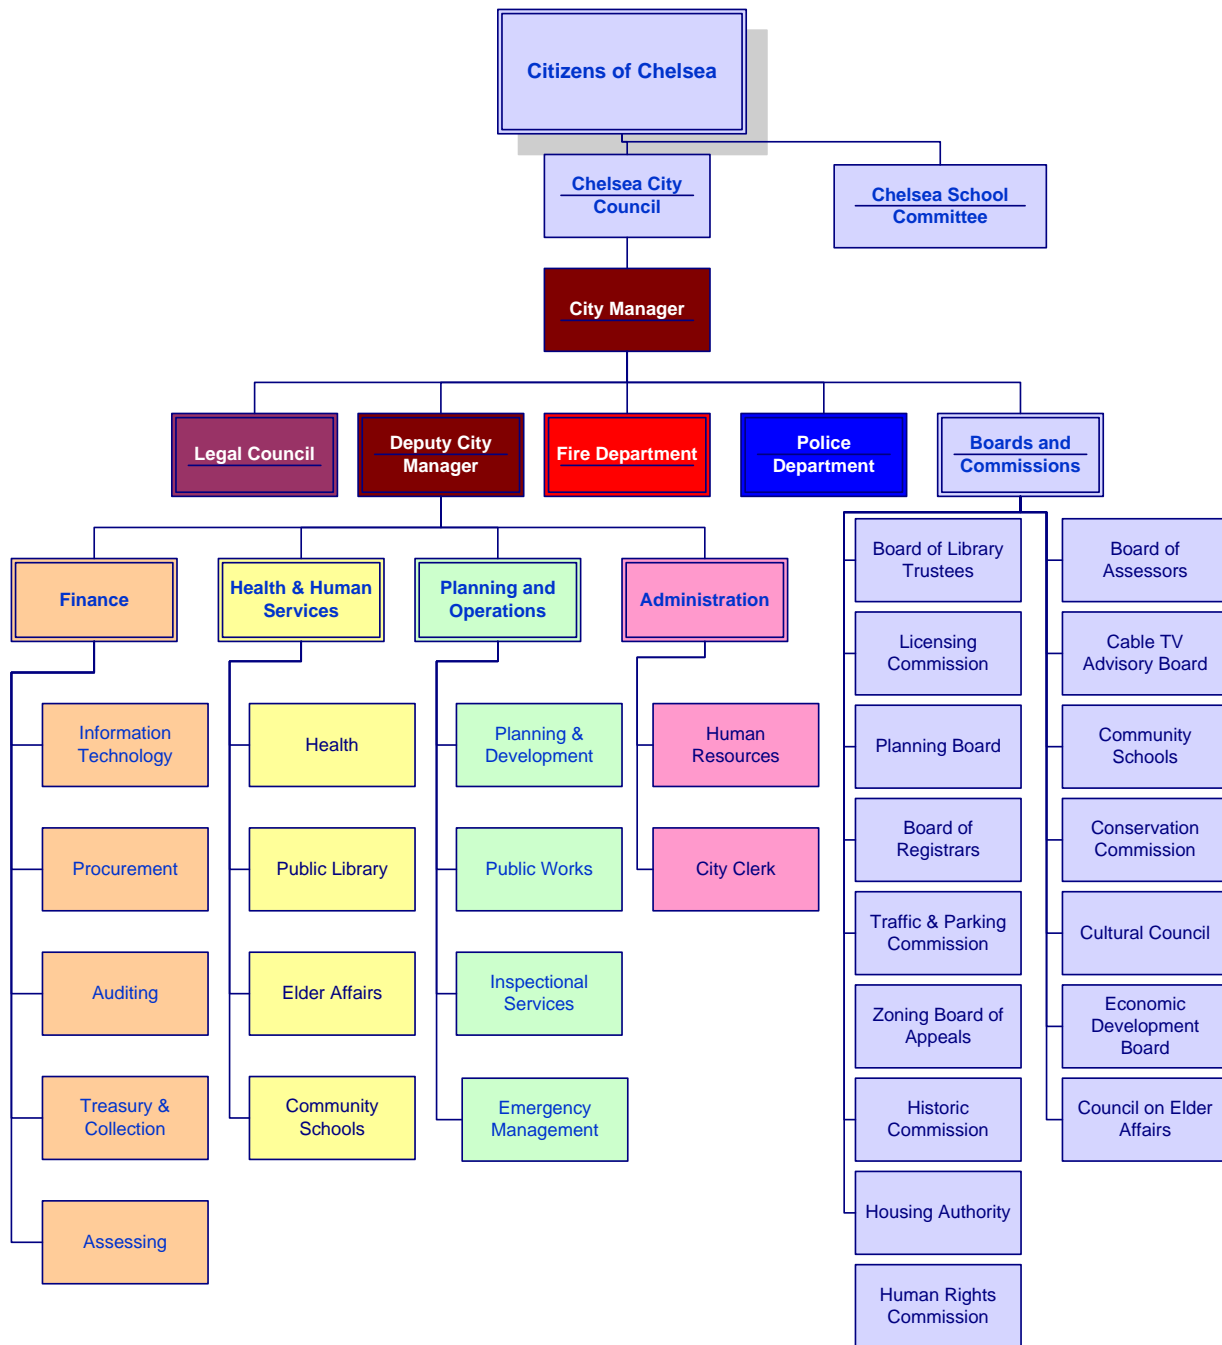 Citizens of Chelsea
Chelsea City
Council
Chelsea School
Committee
City Manager
Legal Council
Deputy City
Manager
Fire Department
Police
Department
Boards and
Commissions
Finance
Health & Human
Services
Planning and
Operations
Administration
Information
Technology
Procurement
Auditing
Treasury &
Collection
Assessing
Health
Public Library
Elder Affairs
Community
Schools
Planning &
Development
Public Works
Inspectional
Services
Emergency
Management
Human
Resources
City Clerk
Board of Library
Trustees
Licensing
Commission
Planning Board
Board of
Registrars
Traffic & Parking
Commission
Zoning Board of
Appeals
Historic
Commission
Housing Authority
Human Rights
Commission
Board of
Assessors
Cable TV
Advisory Board
Community
Schools
Conservation
Commission
Cultural Council
Economic
Development
Board
Council on Elder
Affairs